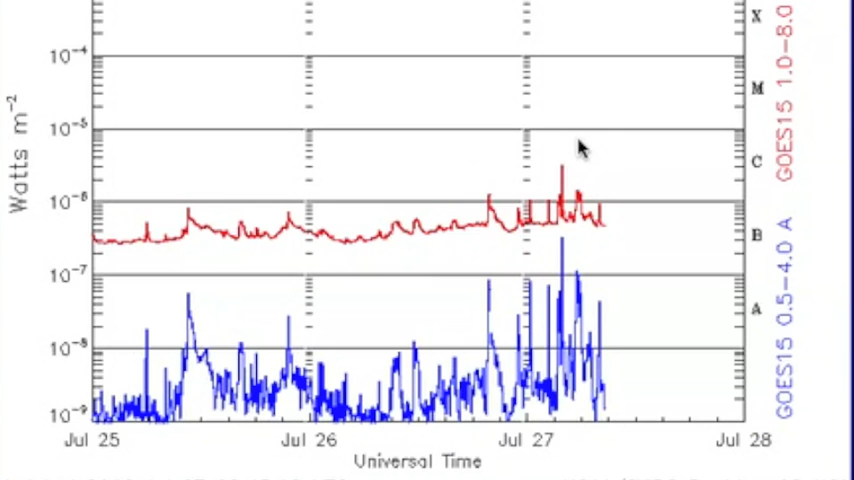 X
10⁻⁴
M
10⁻⁵
C
10⁻⁶
B
10⁻⁷
A
10⁻⁸
10⁻⁹
Watts m⁻²
GOES15 1.0-8.0
GOES15 0.5-4.0 A
Jul 25 Jul 26 Jul 27 Jul 28
Universal Time